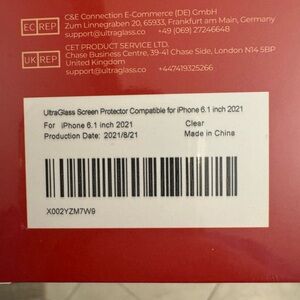 C&E Connection E-Commerce (DE) GmbH
EC REP
Zum Linnegraben 20, 65933, Frankfurt am Main, Germany
support@ultraglass.co +49 (069) 27246648
CET PRODUCT SERVICE LTD.
UK REP
Chase Business Centre, 39-41 Chase Side, London N14 5BP
United Kingdom
support@ultraglass.co +447419325266
UltraGlass Screen Protector Compatible for iPhone 6.1 inch 2021
For iPhone 6.1 inch 2021 Clear
Production Date: 2021/8/21 Made in China
X002YZM7W9